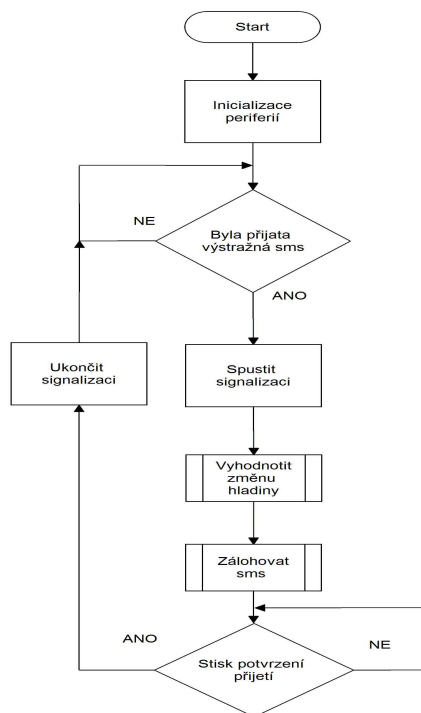 Start
Inicializace
periferií
NE
Byla přijata
výstražná sms
ANO
Ukončit
signalizaci
Spustit
signalizaci
Vyhodnotit
změnu
hladiny
Zálohovat
sms
ANO
Stisk potvrzení
přijetí
NE